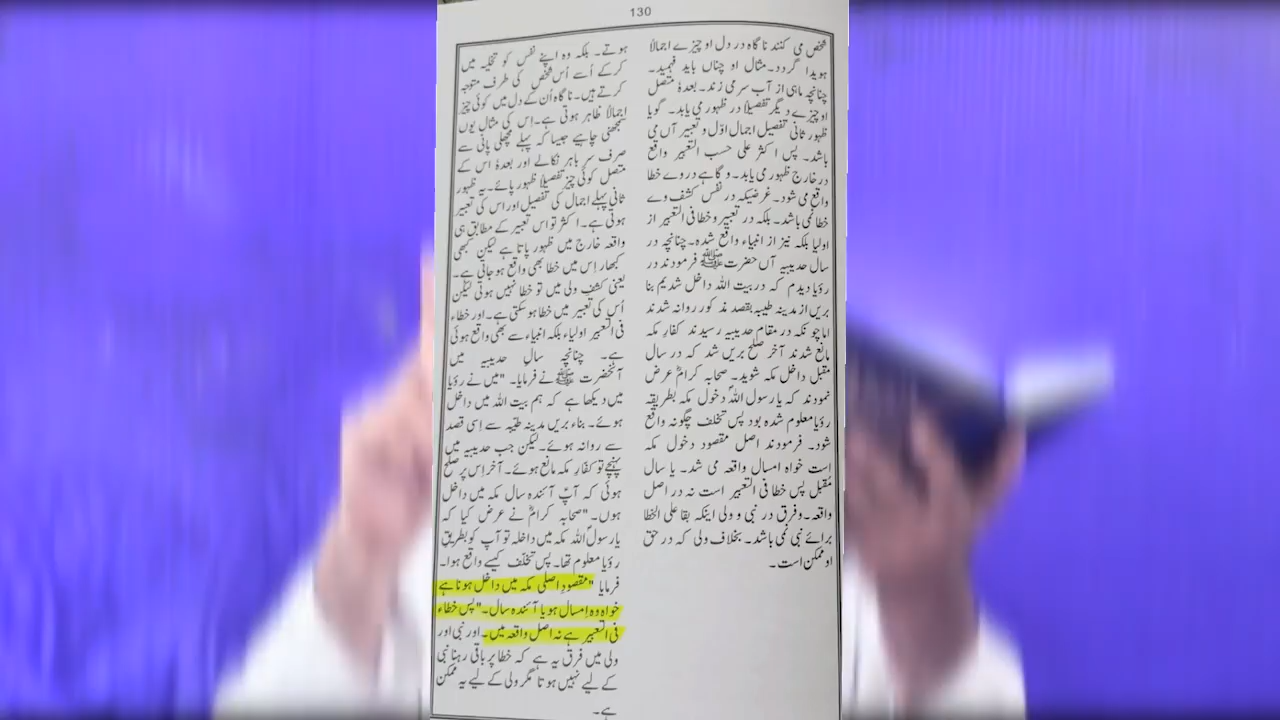 130
شخص می کنند ناگاہ در دل او چیزے اجمالاً
ہویدا گردد۔ مثال او چناں باید فہمید۔
چنانچہ ماہی از آب سر می زند۔ بعدہٗ متصل
او چیزے دیگر تفصیلاً در ظہور می یابد۔ گویا
ظہور ثانی تفصیل اجمال اوّل و تعبیر آں می
باشد۔ پس اکثر علی حسب التعبیر واقع
در خارج ظہور می یابد۔ و گاہے در وے خطا
واقع می شود۔ غرضیکہ در نفس کشف وے
خطا نمی باشد۔ بلکہ در تعبیر و خطا فی التعبیر از
اولیا بلکہ نیز از انبیاء واقع شدہ۔ چنانچہ در
سال حدیبیہ آں حضرت ﷺ فرمودند در
رؤیا دیدم کہ در بیت اللہ داخل شدیم بنا
بریں از مدینہ طیبہ بقصد مذکور روانہ شدند
اما چونکہ در مقام حدیبیہ رسیدند کفار مکہ
مانع شدند آخر صلح بریں شد کہ در سال
مقبل داخل مکہ شوید۔ صحابہ کرامؓ عرض
نمودند کہ یا رسول اللہؐ دخول مکہ بطریقہ
رؤیا معلوم شدہ بود پس تخلف چگونہ واقع
شود۔ فرمودند اصل مقصود دخول مکہ
است خواہ امسال واقعہ می شد۔ یا سال
مُقبل پس خطا فی التعبیر است نہ در اصل
واقعہ۔ وفرق در نبی و ولی اینکہ بقا علی الخطا
برائے نبی نمی باشد۔ بخلاف ولی کہ در حق
او ممکن است۔
ہوتے۔ بلکہ وہ اپنے نفس کو تخلیہ میں
کرکے اُسے اُس شخص کی طرف متوجہ
کرتے ہیں۔ ناگاہ اُن کے دل میں کوئی چیز
اجمالاً ظاہر ہوتی ہے۔ اِس کی مثال یوں
سمجھنی چاہیے جیسا کہ پہلے مچھلی پانی سے
صرف سر باہر نکالے اور بعدہٗ اس کے
متصل کوئی چیز تفصیلاً ظہور پائے۔ یہ ظہور
ثانی پہلے اجمال کی تفصیل اور اس کی تعبیر
ہوتی ہے۔ اکثر تو اس تعبیر کے مطابق ہی
واقعہ خارج میں ظہور پاتا ہے لیکن کبھی
کبھار اِس میں خطا بھی واقع ہو جاتی ہے۔
یعنی کشف ولی میں تو خطا نہیں ہوتی لیکن
اُس کی تعبیر میں خطا ہو سکتی ہے۔ اور خطاء
فی التعبیر اولیاء بلکہ انبیاء سے بھی واقع ہوئی
ہے۔ چنانچہ سالِ حدیبیہ میں
آنحضرت ﷺ نے فرمایا۔ "میں نے رؤیا
میں دیکھا ہے کہ ہم بیت اللہ میں داخل
ہوئے۔ بناء بریں مدینہ طیّبہ سے اِسی قصد
سے روانہ ہوئے۔ لیکن جب حدیبیہ میں
پہنچے تو کفارِ مکہ مانع ہوئے۔ آخر اِس پر صلح
ہوئی کہ آپؐ آئندہ سال مکہ میں داخل
ہوں۔" صحابہ کرامؓ نے عرض کیا کہ
یا رسولؐ اللہ مکہ میں داخلہ تو آپ کو بطریق
رؤیا معلوم تھا۔ پس تخلف کیسے واقع ہوا۔
فرمایا "مقصودِ اصلی مکہ میں داخل ہونا ہے
خواہ وہ اِمسال ہو یا آئندہ سال۔" پس خطاء
فی التعبیر ہے نہ اصل واقعہ میں۔ اور نبی اور
ولی میں فرق یہ ہے کہ خطا پر باقی رہنا نبی
کے لیے نہیں ہوتا مگر ولی کے لیے یہ ممکن
ہے۔